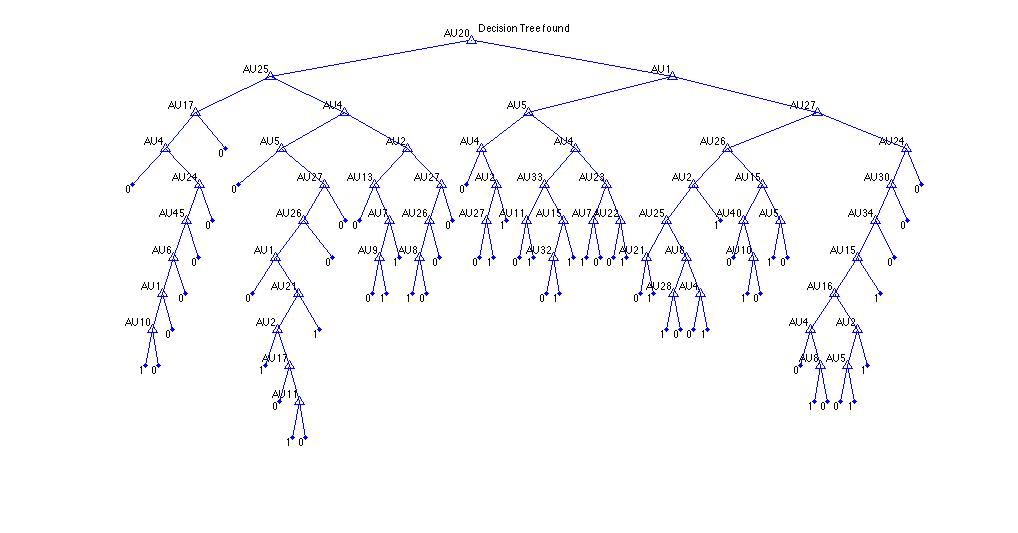 Decision Tree found
AU20
AU25 AU1
AU17 AU4 AU5 AU27
AU4 0 AU5 AU2 AU4 AU4 AU26 AU24
0 AU24 0 AU27 AU13 AU27 0 AU2 AU33 AU23 AU2 AU15 AU30 0
AU45 0 AU26 0 0 AU7 AU26 0 AU27 1 AU11 AU15 AU7 AU22 AU25 1 AU40 AU5 AU34 0
AU6 0 AU1 0 AU9 1 AU8 0 0 1 0 1 AU32 1 1 0 0 1 AU21 AU8 0 AU10 1 0 AU15 0
AU1 0 0 AU21 0 1 1 0 0 1 0 1 AU28 AU4 1 0 AU16 1
AU10 0 AU2 1 1 0 0 1 AU4 AU2
1 0 1 AU17 0 AU8 AU5 1
0 AU11 1 0 0 1
1 0